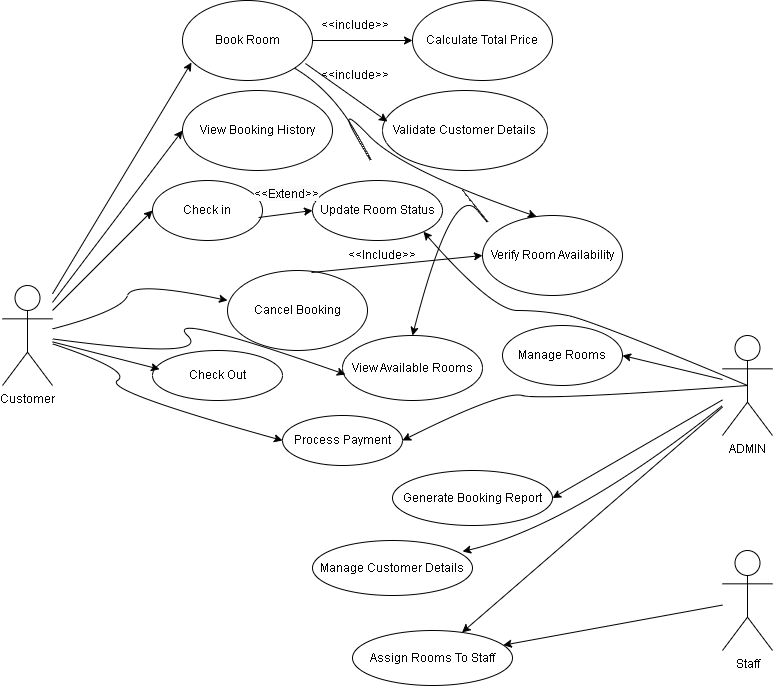 <<include>>
Book Room
Calculate Total Price
<<include>>
View Booking History
Validate Customer Details
<<Extend>>
Check in
Update Room Status
<<Include>>
Verify Room Availability
Cancel Booking
Manage Rooms
View Available Rooms
Check Out
Customer
Process Payment
ADMIN
Generate Booking Report
Manage Customer Details
Assign Rooms To Staff
Staff